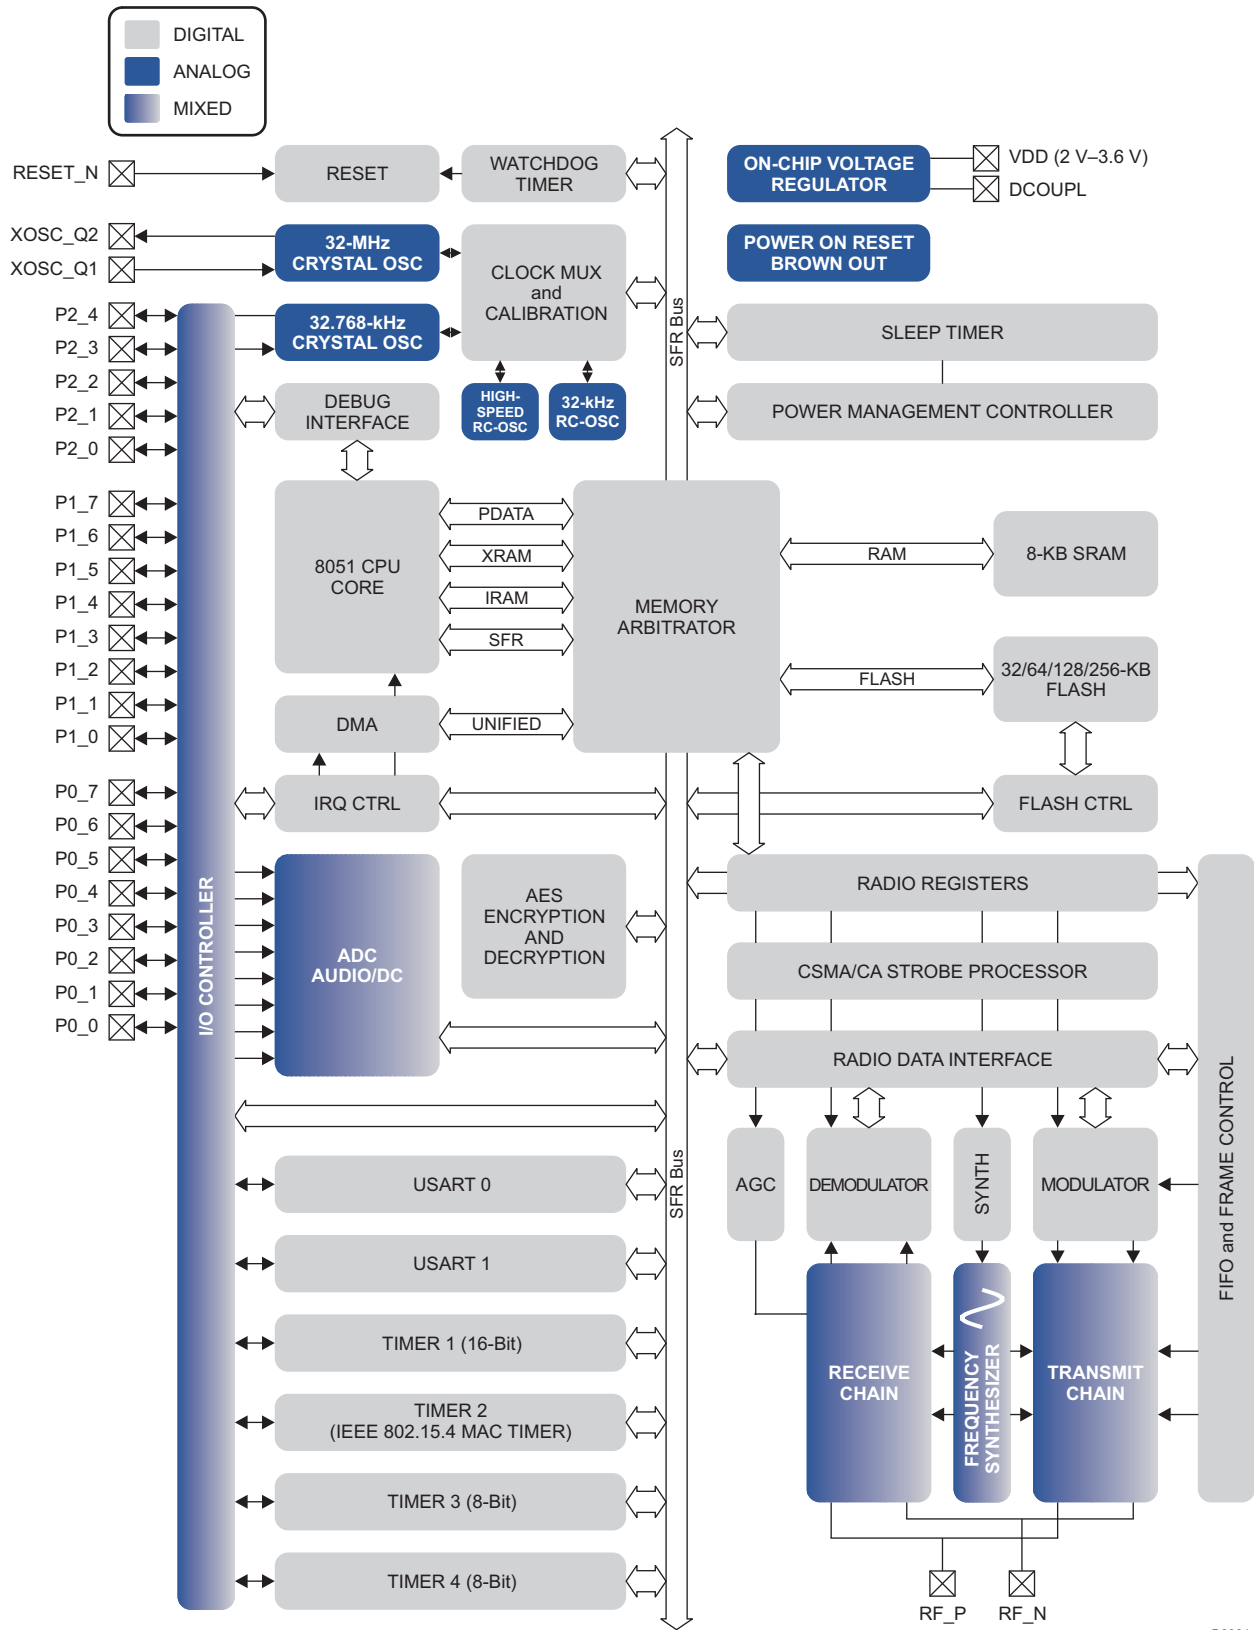 DIGITAL
ANALOG
MIXED
RESET_N
RESET
WATCHDOG
TIMER
ON-CHIP VOLTAGE
REGULATOR
VDD (2 V–3.6 V)
DCOUPL
XOSC_Q2
XOSC_Q1
32-MHz
CRYSTAL OSC
CLOCK MUX
and
CALIBRATION
POWER ON RESET
BROWN OUT
SFR Bus
P2_4
P2_3
P2_2
P2_1
P2_0
32.768-kHz
CRYSTAL OSC
SLEEP TIMER
DEBUG
INTERFACE
HIGH-
SPEED
RC-OSC
32-kHz
RC-OSC
POWER MANAGEMENT CONTROLLER
P1_7
P1_6
P1_5
P1_4
P1_3
P1_2
P1_1
P1_0
8051 CPU
CORE
PDATA
XRAM
IRAM
SFR
MEMORY
ARBITRATOR
RAM
8-KB SRAM
FLASH
32/64/128/256-KB
FLASH
DMA
UNIFIED
P0_7
P0_6
P0_5
P0_4
P0_3
P0_2
P0_1
P0_0
IRQ CTRL
FLASH CTRL
I/O CONTROLLER
ADC
AUDIO/DC
AES
ENCRYPTION
AND
DECRYPTION
RADIO REGISTERS
CSMA/CA STROBE PROCESSOR
RADIO DATA INTERFACE
FIFO and FRAME CONTROL
SFR Bus
AGC
DEMODULATOR
SYNTH
MODULATOR
USART 0
USART 1
TIMER 1 (16-Bit)
TIMER 2
(IEEE 802.15.4 MAC TIMER)
TIMER 3 (8-Bit)
TIMER 4 (8-Bit)
RECEIVE
CHAIN
FREQUENCY
SYNTHESIZER
TRANSMIT
CHAIN
RF_P
RF_N